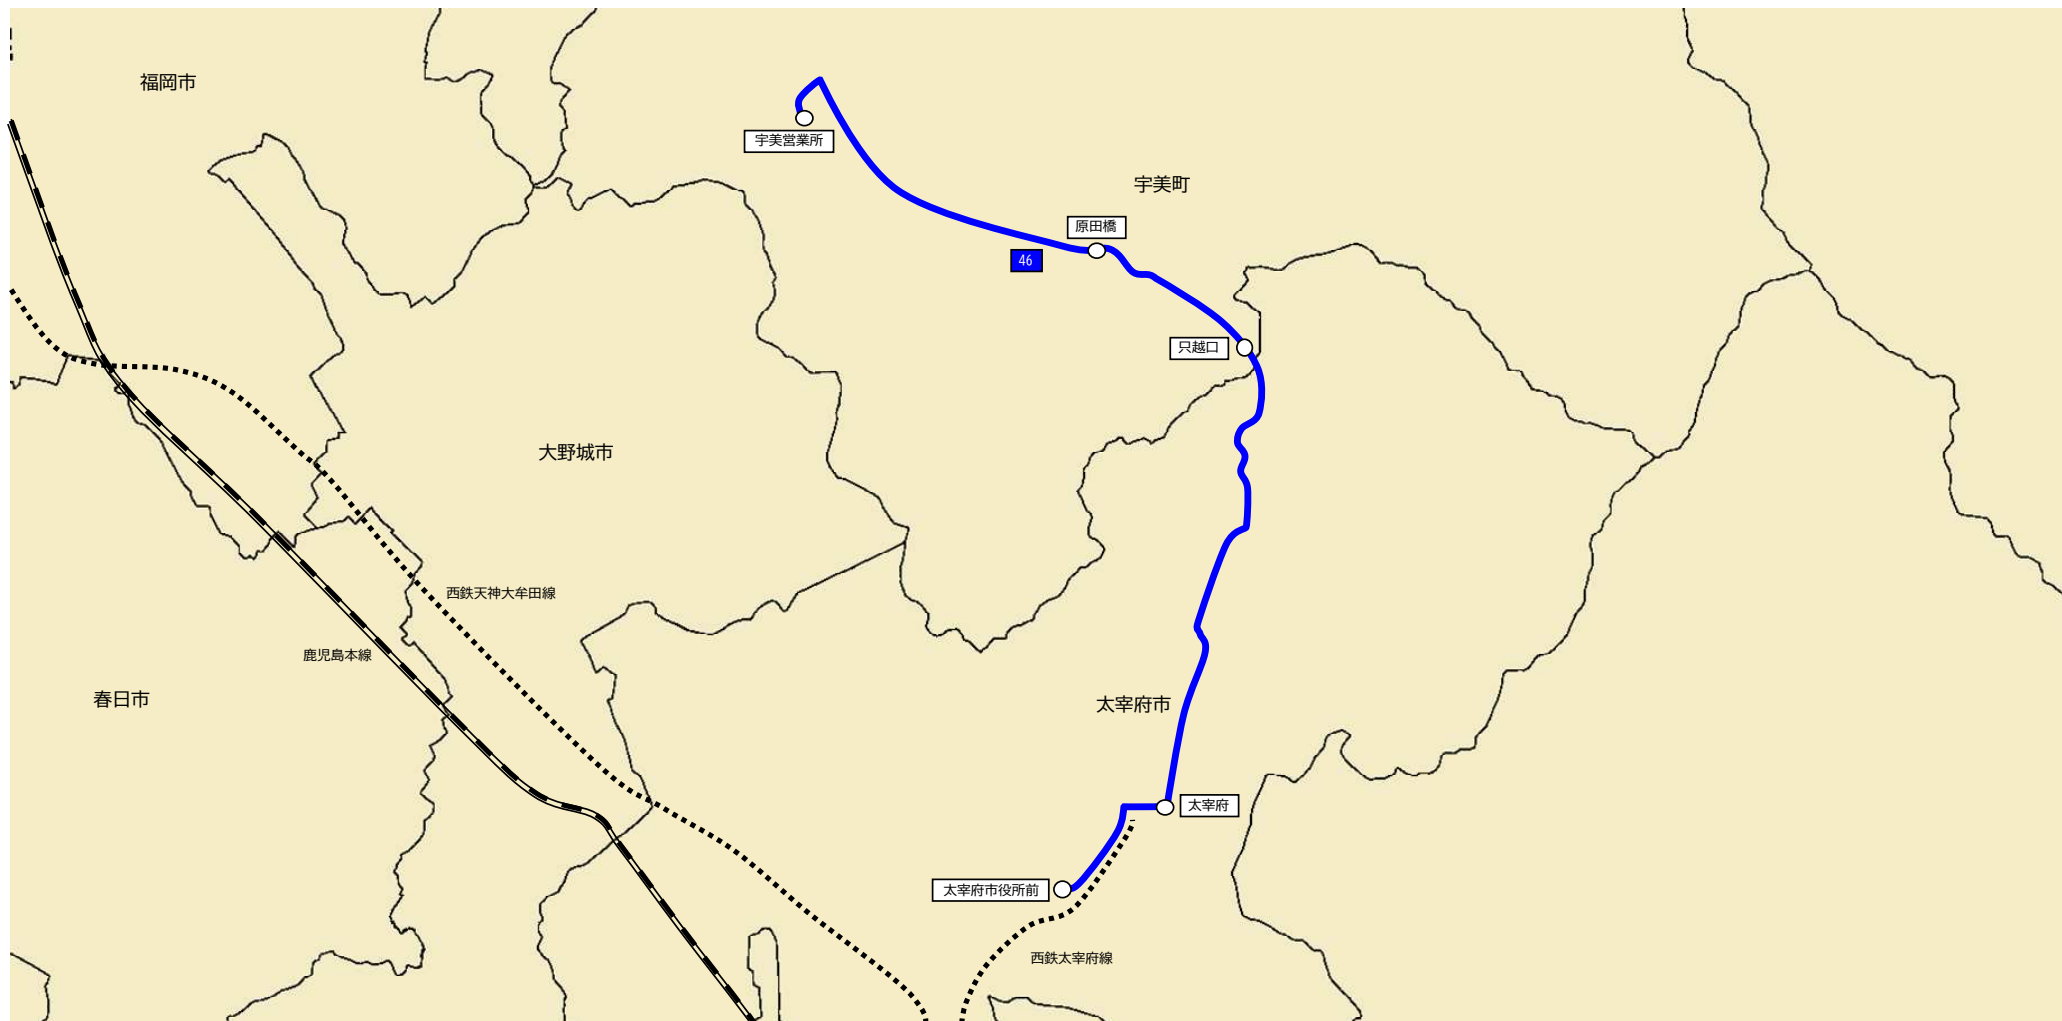 福岡市
宇美営業所
宇美町
原田橋
46
只越口
大野城市
西鉄天神大牟田線
鹿児島本線
春日市
太宰府市
太宰府
太宰府市役所前
西鉄太宰府線